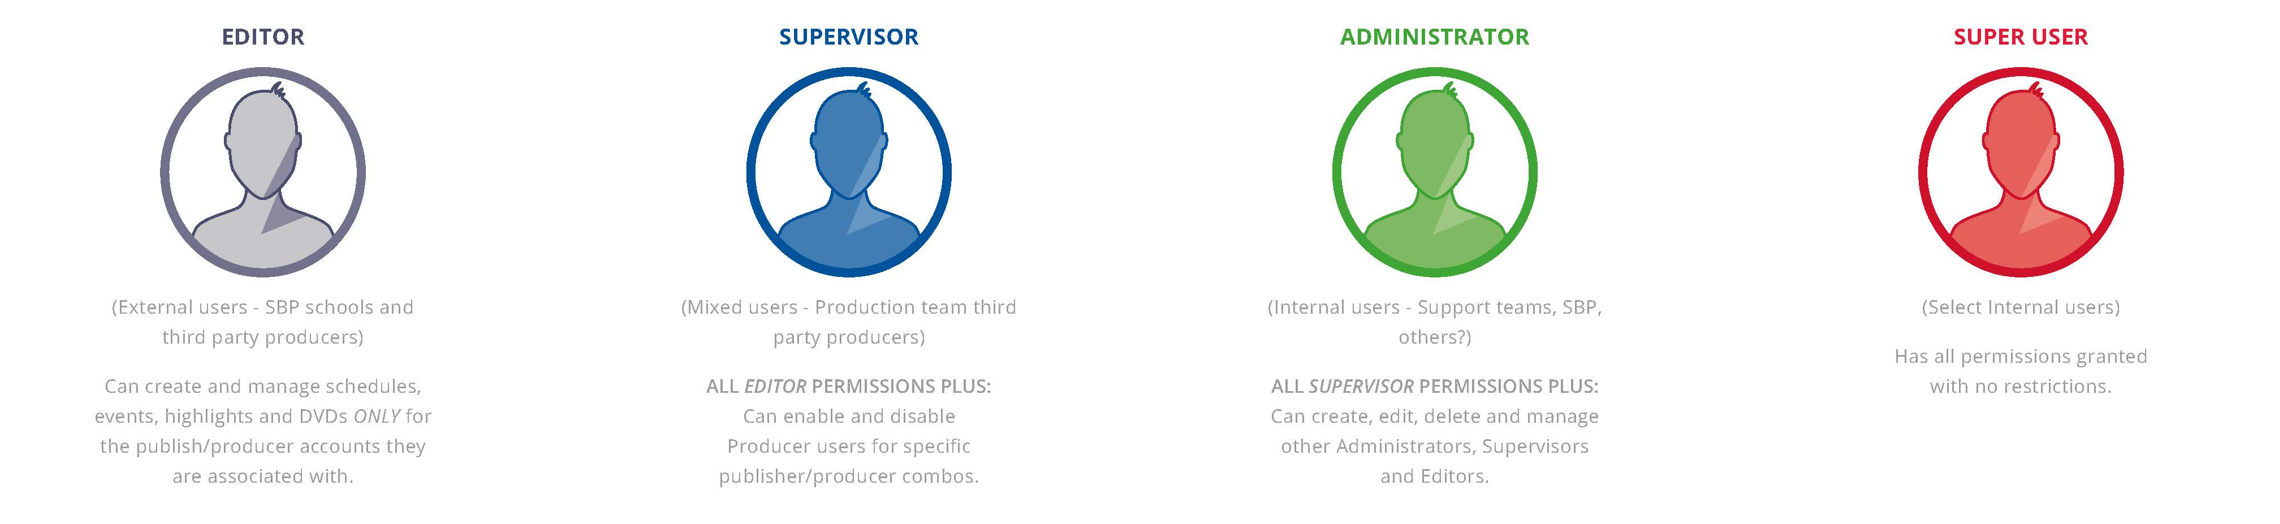 EDITOR
(External users - SBP schools and
third party producers)
Can create and manage schedules,
events, highlights and DVDs ONLY for
the publish/producer accounts they
are associated with.
SUPERVISOR
(Mixed users - Production team third
party producers)
ALL EDITOR PERMISSIONS PLUS:
Can enable and disable
Producer users for specific
publisher/producer combos.
ADMINISTRATOR
(Internal users - Support teams, SBP,
others?)
ALL SUPERVISOR PERMISSIONS PLUS:
Can create, edit, delete and manage
other Administrators, Supervisors
and Editors.
SUPER USER
(Select Internal users)
Has all permissions granted
with no restrictions.